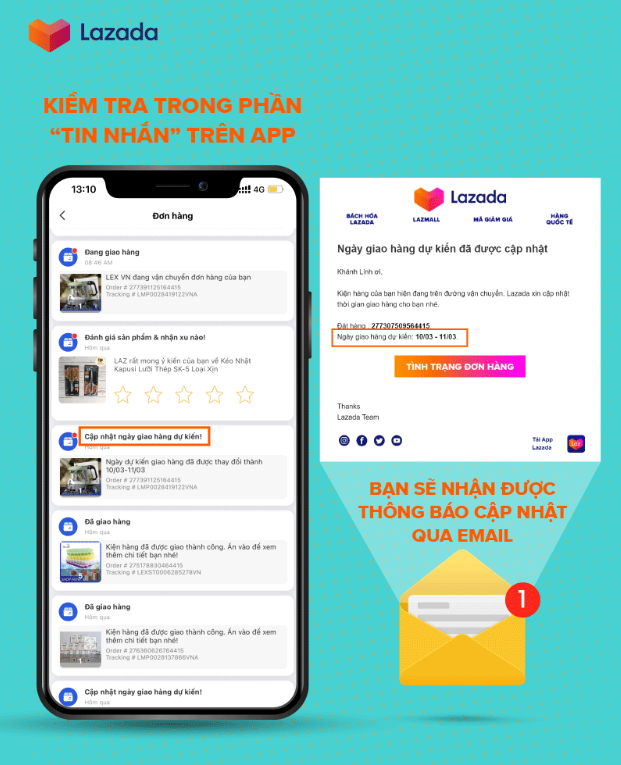 Lazada
KIỂM TRA TRONG PHẦN
“TIN NHẮN” TRÊN APP
13:10
4G
Đơn hàng
Đang giao hàng
08:46 AM
LEX VN đang vận chuyển đơn hàng của bạn
Order # 277391125164415
Tracking # LMP0028419122VNA
Đánh giá sản phẩm & nhận xu nào!
Hôm qua
LAZ rất mong ý kiến của bạn về Kéo Nhật
Kapusi Lưỡi Thép SK-5 Loại Xịn
Cập nhật ngày giao hàng dự kiến!
Hôm qua
Ngày dự kiến giao hàng đã được thay đổi thành
10/03-11/03
Order # 277391125164415
Tracking # LMP0028419122VNA
Đã giao hàng
Hôm qua
Kiện hàng đã được giao thành công. Ấn vào để xem
thêm chi tiết bạn nhé!
Order # 275178830464415
Tracking # LEXST0096285278VN
Đã giao hàng
Hôm qua
Kiện hàng đã được giao thành công. Ấn vào để xem
thêm chi tiết bạn nhé!
Order # 276360626764415
Tracking # LMP0028137866VNA
Cập nhật ngày giao hàng dự kiến!
Hôm qua
Lazada
BÁCH HÓA
LAZADA
LAZMALL
MÃ GIẢM GIÁ
HÀNG
QUỐC TẾ
Ngày giao hàng dự kiến đã được cập nhật
Khánh Linh ơi,
Kiện hàng của bạn hiện đang trên đường vận chuyển. Lazada xin cập nhật
thời gian giao hàng cho bạn nhé.
Đặt hàng : 277307509564415.
Ngày giao hàng dự kiến: 10/03 - 11/03.
TÌNH TRẠNG ĐƠN HÀNG
Thanks
Lazada Team
Tải App
Lazada
BẠN SẼ NHẬN ĐƯỢC
THÔNG BÁO CẬP NHẬT
QUA EMAIL
1